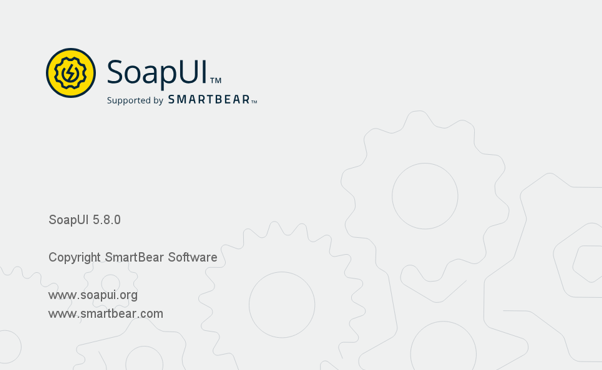 SoapUI™
Supported by SMARTBEAR™
SoapUI 5.8.0
Copyright SmartBear Software
www.soapui.org
www.smartbear.com